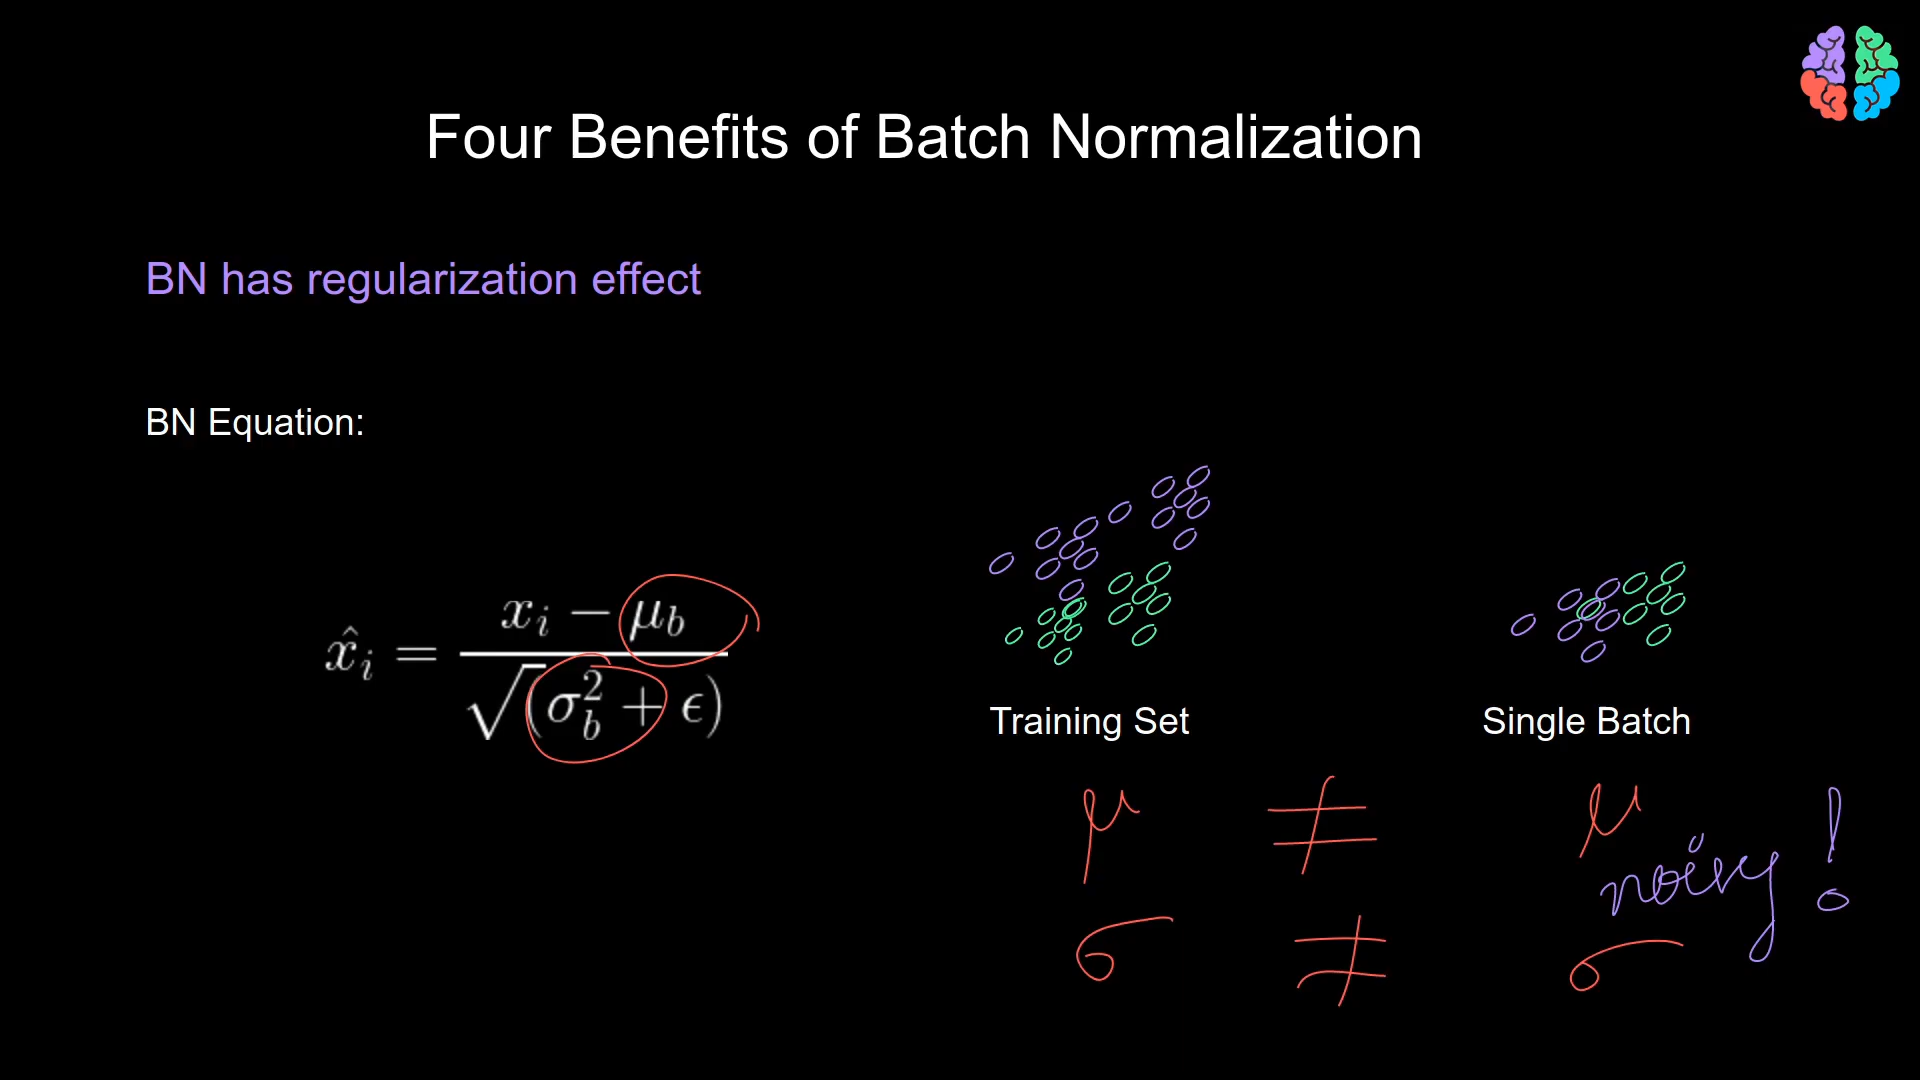 Four Benefits of Batch Normalization
BN has regularization effect
BN Equation:
x̂ᵢ = (xᵢ − μ_b) / √(σ_b² + ϵ)
Training Set
Single Batch
μ ≠ μ
noisy!
σ ≠ σ